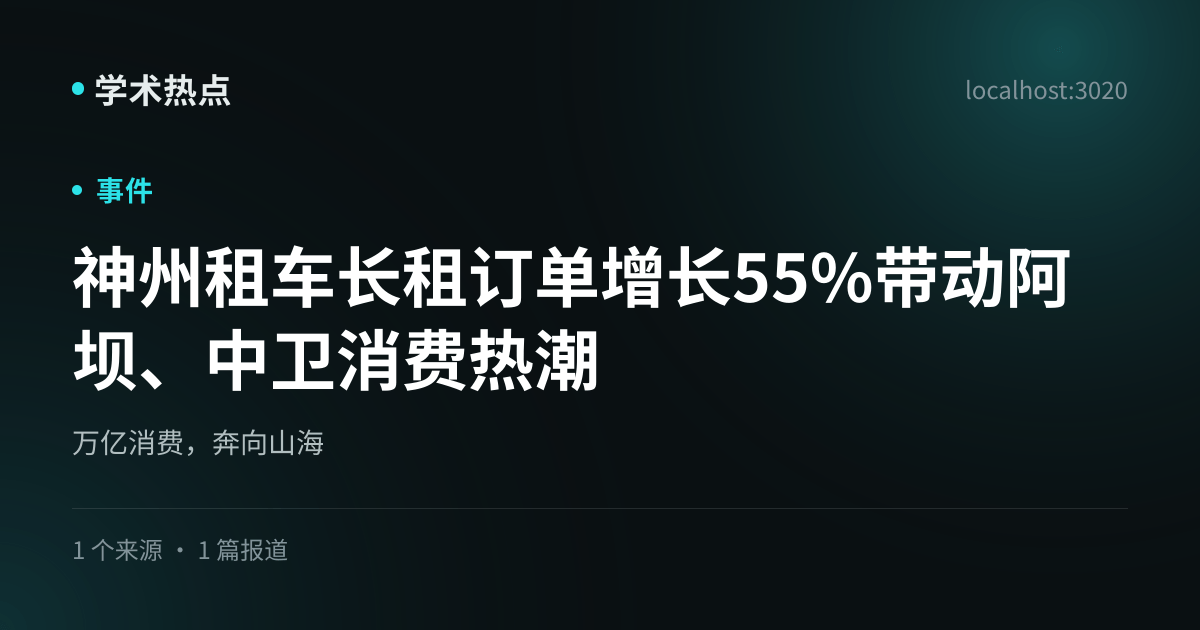 学术热点
localhost:3020
事件
神州租车长租订单增长55%带动阿
坝、中卫消费热潮
万亿消费，奔向山海
1 个来源 · 1 篇报道